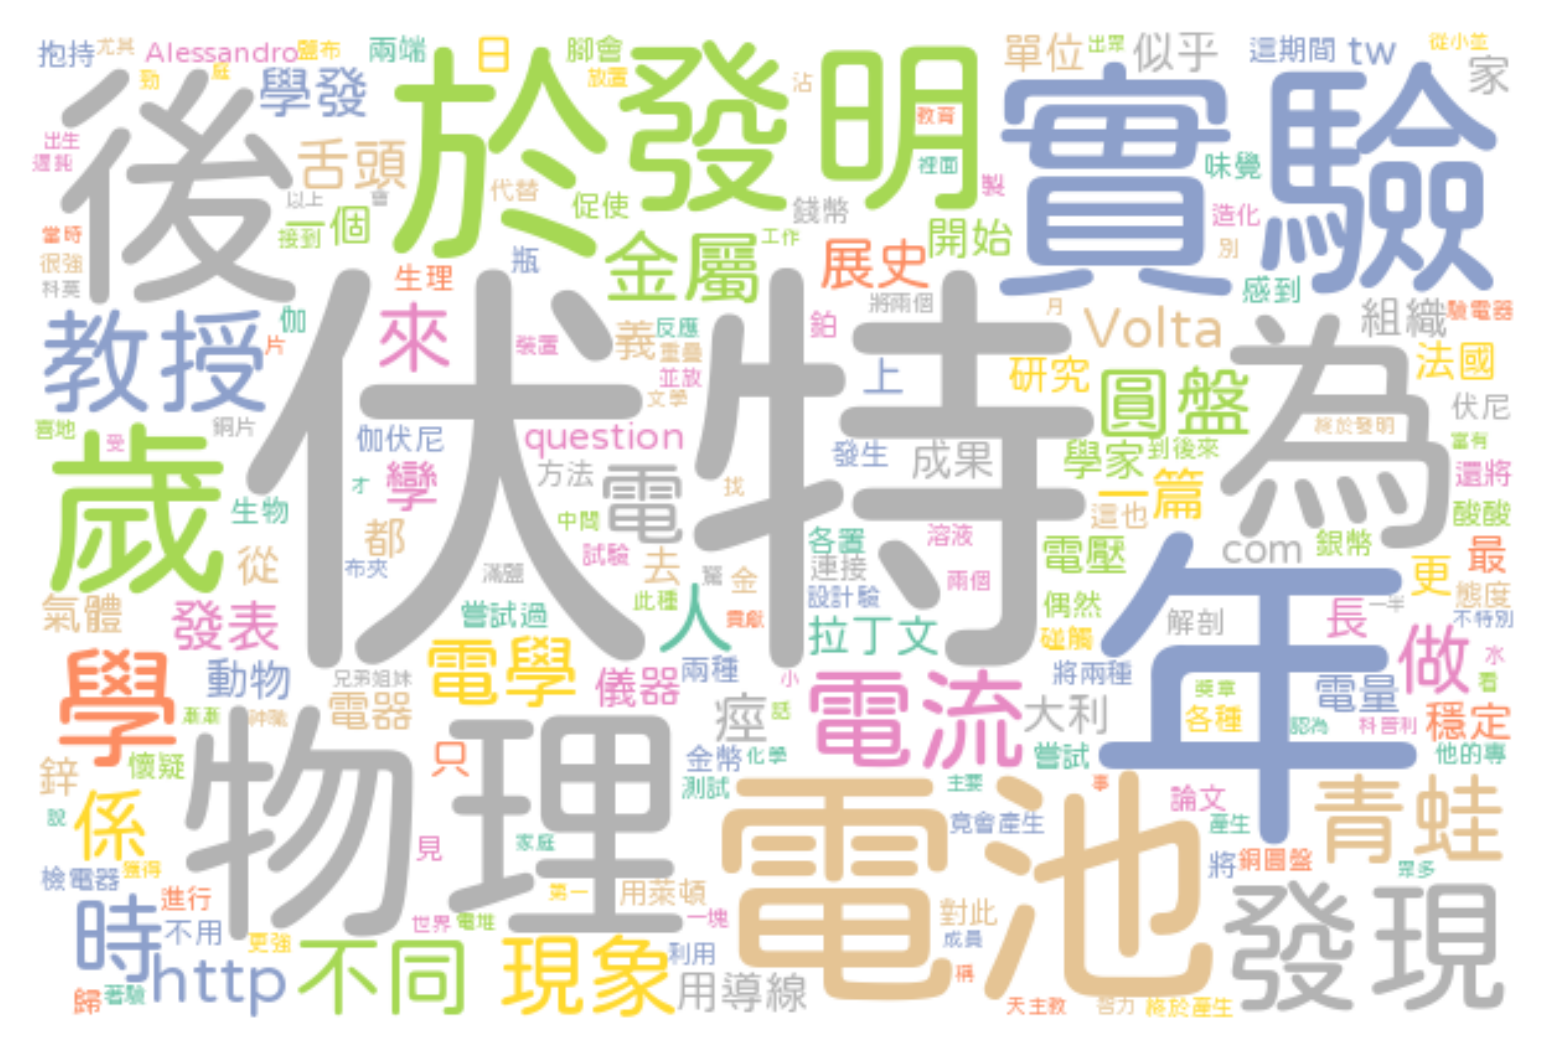 抱持
尤其
Alessandro
鹽布
兩端
日
腳會
單位
出眾
似乎
這期間
tw
從小並
家
勁
庭
學發
放置
沾
後
於
發明
實驗
教育
出生
遲鈍
舌頭
代替
裡面
製
味覺
以上
會
促使
錢幣
造化
當時
接到
一個
工作
開始
別
很強
瓶
金屬
展史
感到
科莫
生理
將兩個
月
組織
驗電器
伽
來
鉑
Volta
教授
片
裝置
義
反應
重疊
並放
上
研究
法國
為
伏特
圓盤
文學
伏尼
喜地
受
銅片
伽伏尼
question
終於發明
富有
歲
孿
方法
電
發生
成果
學家
到後來
還將
才
找
一篇
生物
中間
這也
酸酸
都
試驗
各置
溶液
從
布夾
去
連接
電壓
com
銀幣
最
滿鹽
金
兩個
更
年
氣體
發表
嘗試過
此種
人
設計驗
偶然
態度
長
一半
貢獻
拉丁文
碰觸
解剖
不特別
學
動物
兄弟姐妹
電學
儀器
兩種
將兩種
做
水
小
電流
獎章
電量
看
漸漸
神職
電器
痙
話
大利
各種
認為
科普利
穩定
物理
鋅
懷疑
只
金幣
化學
嘗試
他的專
測試
主要
事
電池
論文
青蛙
說
係
見
家庭
竟會產生
產生
將
銅圓盤
眾多
檢電器
獲得
進行
第一
用萊頓
發現
時
不用
世界
電堆
一塊
對此
更強
成員
http
不同
現象
利用
歸
著驗
用導線
稱
天主教
智力
終於產生